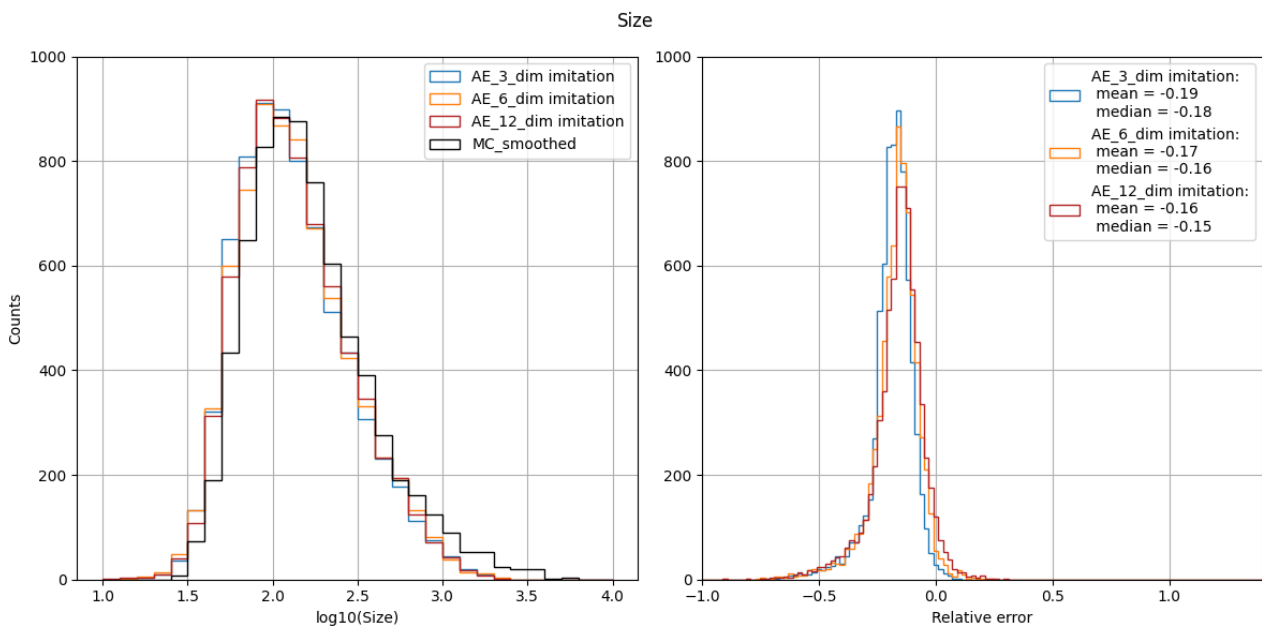 Size
1000
800
600
400
200
0
Counts
1.0 1.5 2.0 2.5 3.0 3.5 4.0
log10(Size)
AE_3_dim imitation
AE_6_dim imitation
AE_12_dim imitation
MC_smoothed
1000
800
600
400
200
0
−1.0 −0.5 0.0 0.5 1.0
Relative error
AE_3_dim imitation:
mean = -0.19
median = -0.18
AE_6_dim imitation:
mean = -0.17
median = -0.16
AE_12_dim imitation:
mean = -0.16
median = -0.15